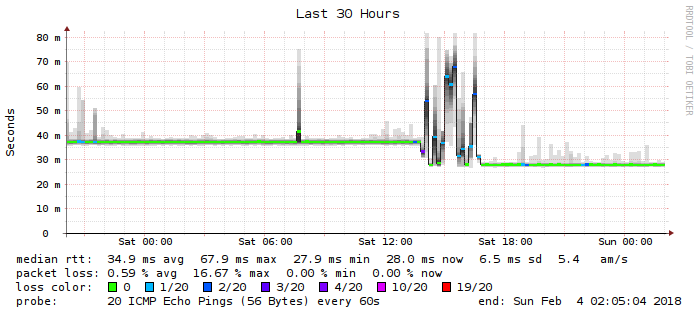 Last 30 Hours
RRDTOOL / TOBI OETIKER
Seconds
80 m
70 m
60 m
50 m
40 m
30 m
20 m
10 m
0
Sat 00:00 Sat 06:00 Sat 12:00 Sat 18:00 Sun 00:00
median rtt: 34.9 ms avg 67.9 ms max 27.9 ms min 28.0 ms now 6.5 ms sd 5.4 am/s
packet loss: 0.59 % avg 16.67 % max 0.00 % min 0.00 % now
loss color: 0 1/20 2/20 3/20 4/20 10/20 19/20
probe: 20 ICMP Echo Pings (56 Bytes) every 60s end: Sun Feb 4 02:05:04 2018